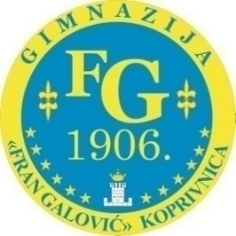 GIMNAZIJA
FG
1906.
«FRAN GALOVIĆ» KOPRIVNICA